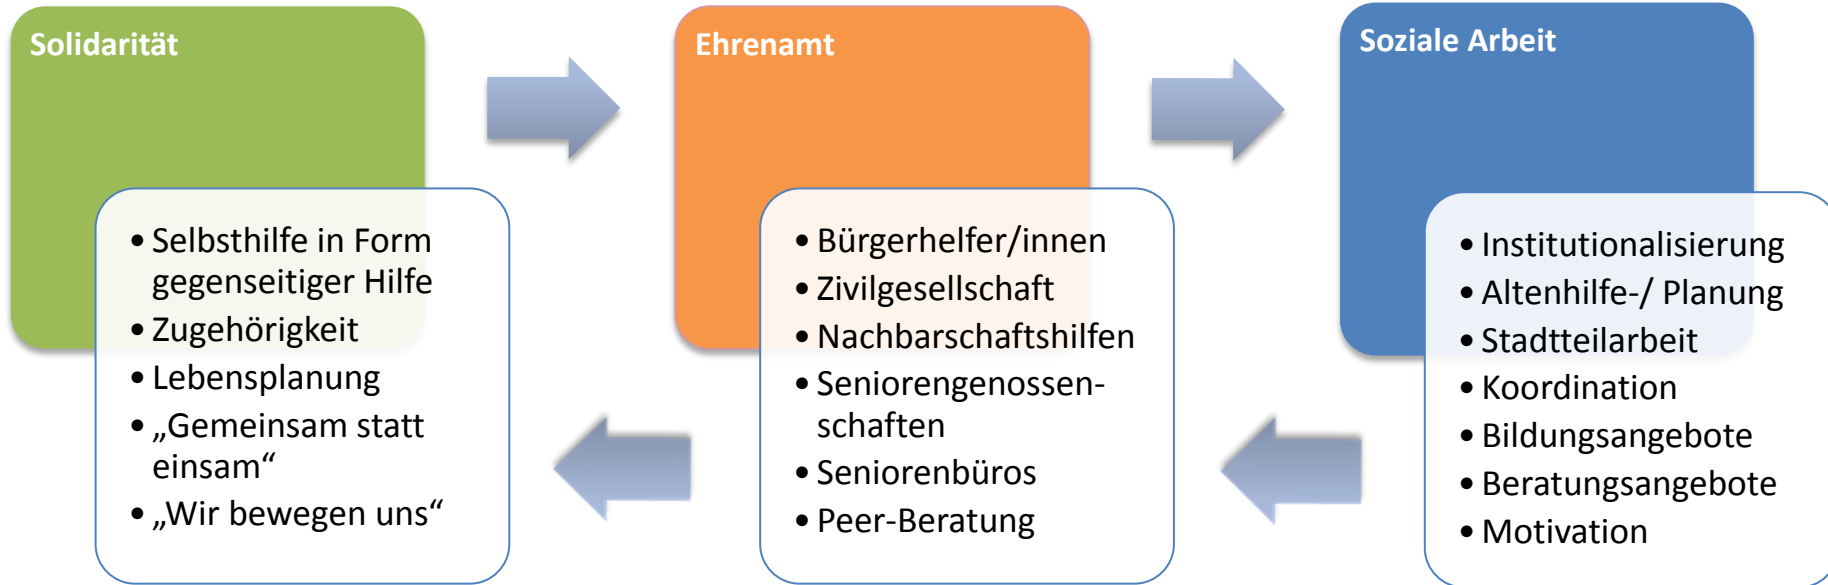 Solidarität
• Selbsthilfe in Form
gegenseitiger Hilfe
• Zugehörigkeit
• Lebensplanung
• „Gemeinsam statt
einsam“
• „Wir bewegen uns“
Ehrenamt
• Bürgerhelfer/innen
• Zivilgesellschaft
• Nachbarschaftshilfen
• Seniorengenossen-
schaften
• Seniorenbüros
• Peer-Beratung
Soziale Arbeit
• Institutionalisierung
• Altenhilfe-/ Planung
• Stadtteilarbeit
• Koordination
• Bildungsangebote
• Beratungsangebote
• Motivation